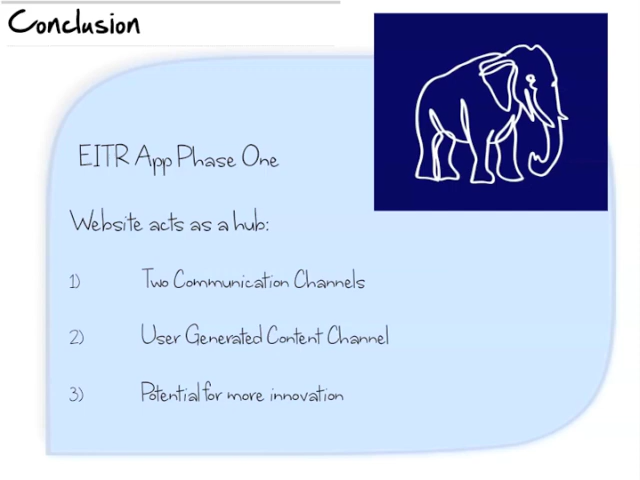 Conclusion
EITR App Phase One
Website acts as a hub:
1) Two Communication Channels
2) User Generated Content Channel
3) Potential for more innovation